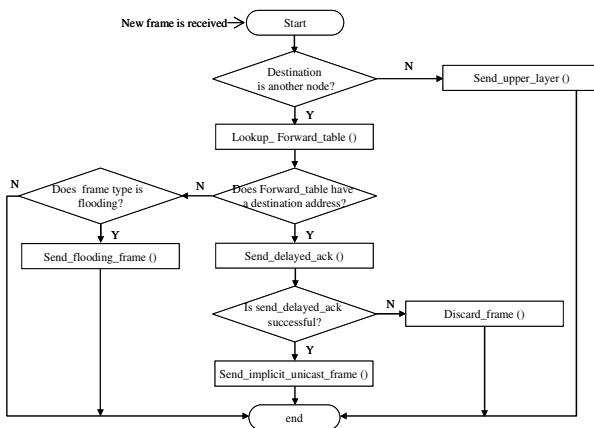 New frame is received
Start
Destination
is another node?
N
Send_upper_layer ()
Y
Lookup_ Forward_table ()
N
Does frame type is
flooding?
N
Does Forward_table have
a destination address?
Y
Y
Send_flooding_frame ()
Send_delayed_ack ()
Is send_delayed_ack
successful?
N
Discard_frame ()
Y
Send_implicit_unicast_frame ()
end